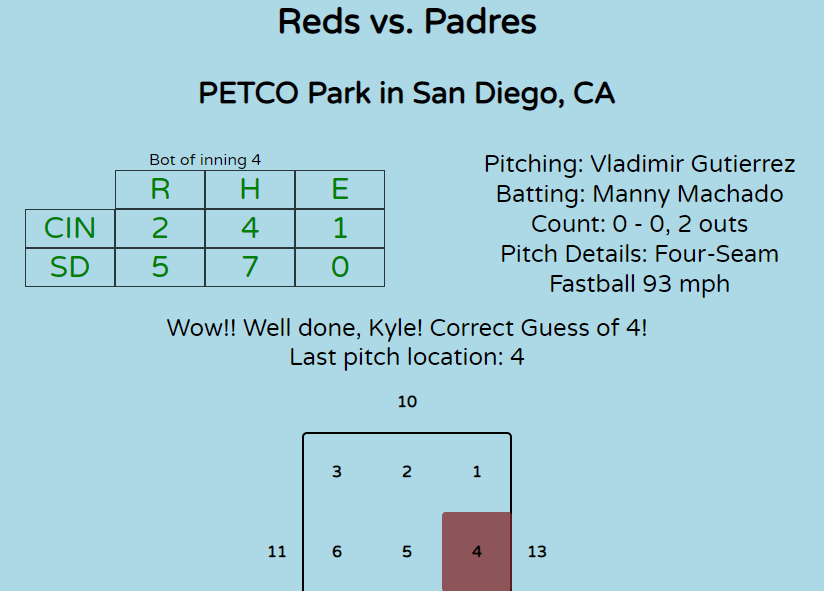 Reds vs. Padres
PETCO Park in San Diego, CA
Bot of inning 4
R H E
CIN 2 4 1
SD 5 7 0
Pitching: Vladimir Gutierrez
Batting: Manny Machado
Count: 0 - 0, 2 outs
Pitch Details: Four-Seam
Fastball 93 mph
Wow!! Well done, Kyle! Correct Guess of 4!
Last pitch location: 4
10
3 2 1
11 6 5 4 13